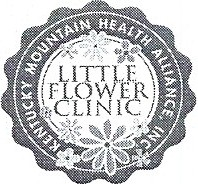 KENTUCKY MOUNTAIN HEALTH ALLIANCE, INC.
LITTLE
FLOWER
CLINIC